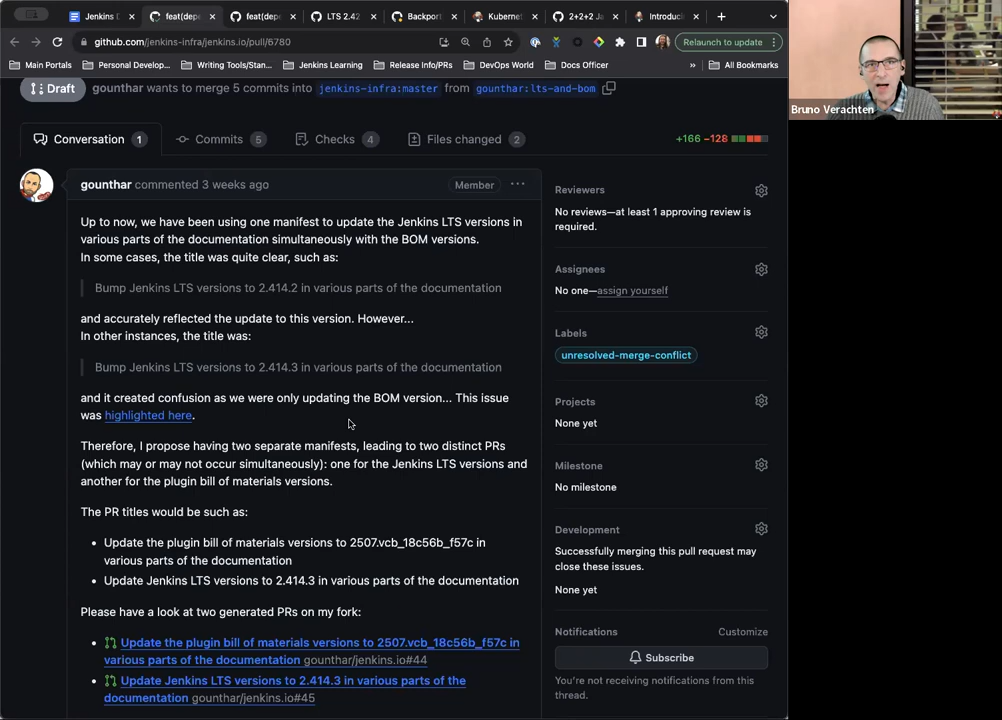 Jenkins D
feat(depe
feat(dep
LTS 2.42
Backport
Kubernet
2+2+2 Ja
Introduc
github.com/jenkins-infra/jenkins.io/pull/6780
Relaunch to update
Main Portals
Personal Develop...
Writing Tools/Stan...
Jenkins Learning
Release Info/PRs
DevOps World
Docs Officer
»
All Bookmarks
Bruno Verachten
Draft
gounthar wants to merge 5 commits into jenkins-infra:master from gounthar:lts-and-bom
Conversation 1
Commits 5
Checks 4
Files changed 2
+166 −128
gounthar commented 3 weeks ago
Member
Up to now, we have been using one manifest to update the Jenkins LTS versions in
various parts of the documentation simultaneously with the BOM versions.
In some cases, the title was quite clear, such as:
Bump Jenkins LTS versions to 2.414.2 in various parts of the documentation
and accurately reflected the update to this version. However...
In other instances, the title was:
Bump Jenkins LTS versions to 2.414.3 in various parts of the documentation
and it created confusion as we were only updating the BOM version... This issue
was highlighted here.
Therefore, I propose having two separate manifests, leading to two distinct PRs
(which may or may not occur simultaneously): one for the Jenkins LTS versions and
another for the plugin bill of materials versions.
The PR titles would be such as:
• Update the plugin bill of materials versions to 2507.vcb_18c56b_f57c in
various parts of the documentation
• Update Jenkins LTS versions to 2.414.3 in various parts of the documentation
Please have a look at two generated PRs on my fork:
• Update the plugin bill of materials versions to 2507.vcb_18c56b_f57c in
various parts of the documentation gounthar/jenkins.io#44
• Update Jenkins LTS versions to 2.414.3 in various parts of the
documentation gounthar/jenkins.io#45
Reviewers
No reviews—at least 1 approving review is
required.
Assignees
No one—assign yourself
Labels
unresolved-merge-conflict
Projects
None yet
Milestone
No milestone
Development
Successfully merging this pull request may
close these issues.
None yet
Notifications
Customize
Subscribe
You're not receiving notifications from this
thread.